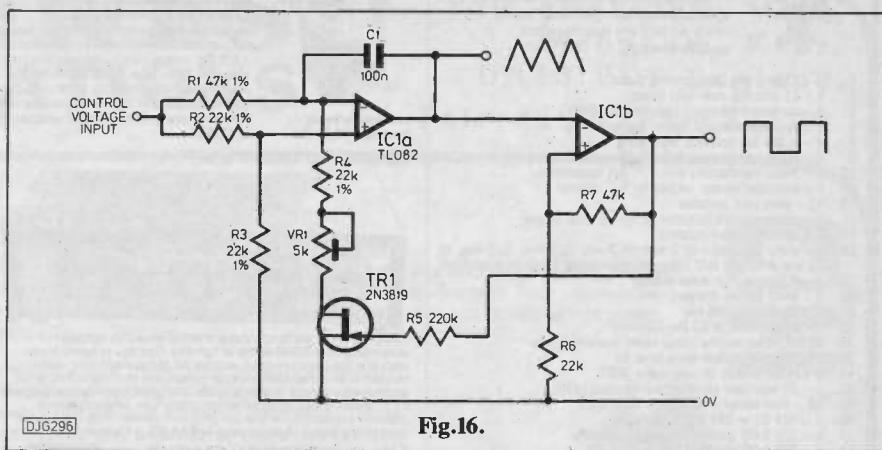 C1
100n
R1 47k 1%
CONTROL
VOLTAGE
INPUT
R2 22k 1%
IC1a
TL082
IC1b
R4
22k
1%
R7 47k
R3
22k
1%
VR1
5k
TR1
2N3819
R5 220k
R6
22k
0V
DJG296
Fig.16.